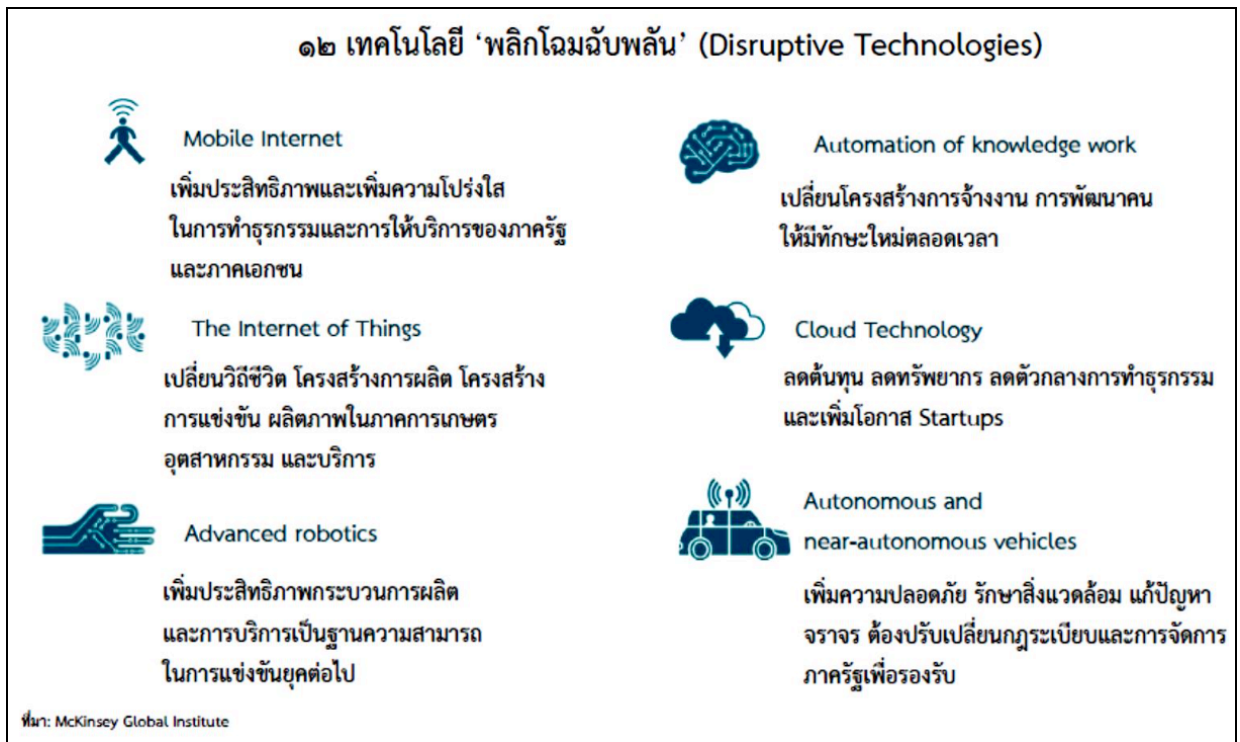 ๑๒ เทคโนโลยี ‘พลิกโฉมฉับพลัน’ (Disruptive Technologies)
Mobile Internet
เพิ่มประสิทธิภาพและเพิ่มความโปร่งใส
ในการทำธุรกรรมและการให้บริการของภาครัฐ
และภาคเอกชน
The Internet of Things
เปลี่ยนวิถีชีวิต โครงสร้างการผลิต โครงสร้าง
การแข่งขัน ผลิตภาพในภาคการเกษตร
อุตสาหกรรม และบริการ
Advanced robotics
เพิ่มประสิทธิภาพกระบวนการผลิต
และการบริการเป็นฐานความสามารถ
ในการแข่งขันยุคต่อไป
Automation of knowledge work
เปลี่ยนโครงสร้างการจ้างงาน การพัฒนาคน
ให้มีทักษะใหม่ตลอดเวลา
Cloud Technology
ลดต้นทุน ลดทรัพยากร ลดตัวกลางการทำธุรกรรม
และเพิ่มโอกาส Startups
Autonomous and
near-autonomous vehicles
เพิ่มความปลอดภัย รักษาสิ่งแวดล้อม แก้ปัญหา
จราจร ต้องปรับเปลี่ยนกฎระเบียบและการจัดการ
ภาครัฐเพื่อรองรับ
ที่มา: McKinsey Global Institute